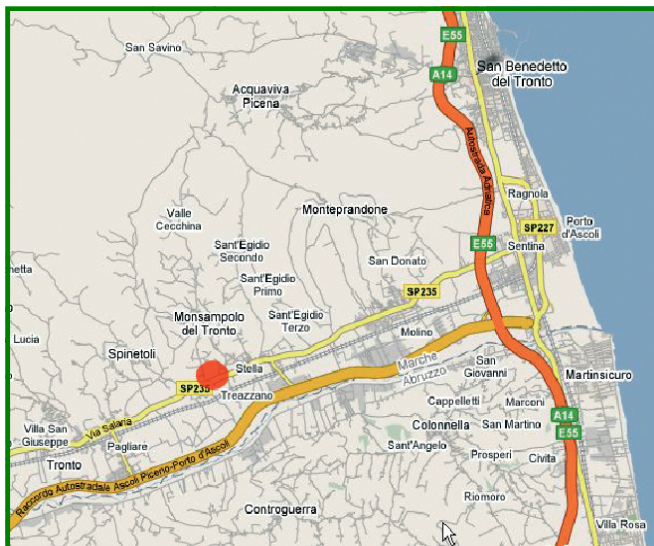 E55
San Savino
San Benedetto
del Tronto
A14
Acquaviva
Picena
Autostrada Adriatica
Ragnola
Valle
Cecchina
Monteprandone
Porto
d'Ascoli
SP227
Sant'Egidio
Secondo
E55
Sentina
San Donato
netta
Sant'Egidio
Primo
SP235
Monsampolo
del Tronto
Sant'Egidio
Terzo
Lucia
Molino
Spinetoli
Marche
Abruzzo
San
Giovanni
Stella
Martinsicuro
SP235
Treazzano
Cappelletti
Marconi
A14
Via Salaria
Villa San
Giuseppe
Colonnella
San Martino
E55
Pagliare
Sant'Angelo
Prosperi
Civita
Tronto
Raccordo Autostradale Ascoli Piceno-Porto d'Ascoli
Riomoro
Controguerra
Villa Rosa